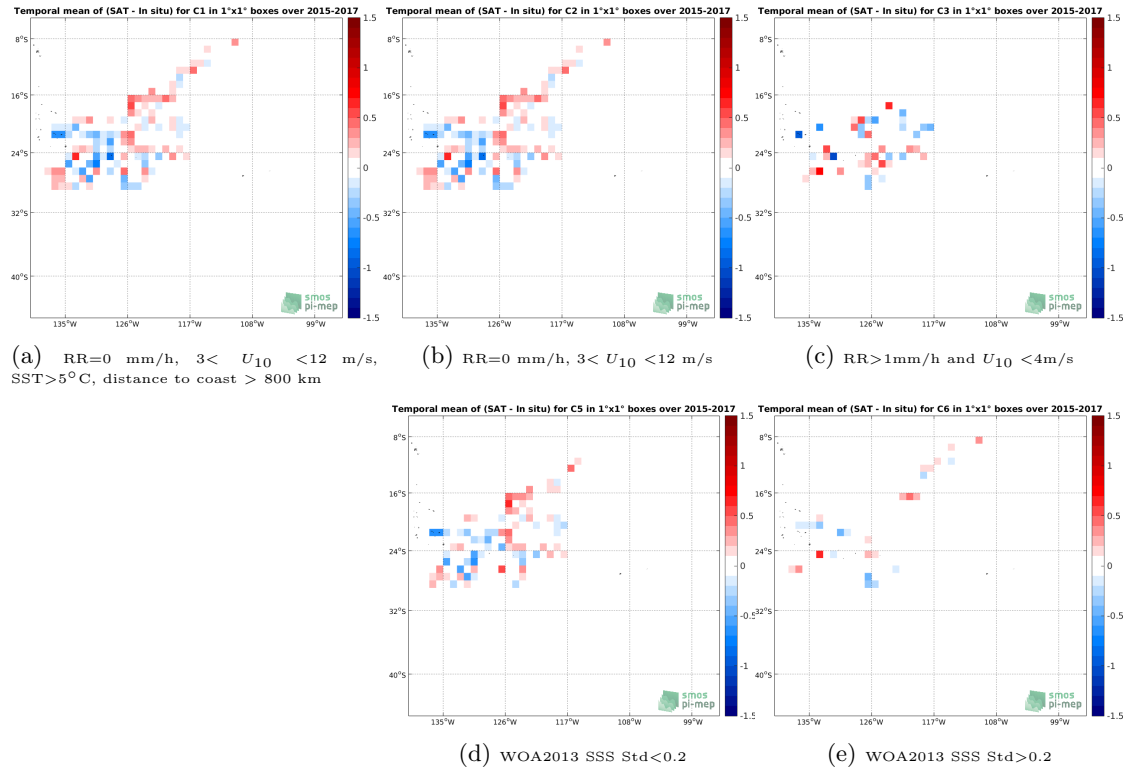 Temporal mean of (SAT - In situ) for C1 in 1°x1° boxes over 2015-2017
8°S
16°S
24°S
32°S
40°S
135°W 126°W 117°W 108°W 99°W
1.5
1
0.5
0
-0.5
-1
-1.5
smos
pi-mep
(a) RR=0 mm/h, 3< U10 <12 m/s,
SST>5°C, distance to coast > 800 km
Temporal mean of (SAT - In situ) for C2 in 1°x1° boxes over 2015-2017
8°S
16°S
24°S
32°S
40°S
135°W 126°W 117°W 108°W 99°W
1.5
1
0.5
0
-0.5
-1
-1.5
smos
pi-mep
(b) RR=0 mm/h, 3< U10 <12 m/s
Temporal mean of (SAT - In situ) for C3 in 1°x1° boxes over 2015-2017
8°S
16°S
24°S
32°S
40°S
135°W 126°W 117°W 108°W 99°W
1.5
1
0.5
0
-0.5
-1
-1.5
smos
pi-mep
(c) RR>1mm/h and U10 <4m/s
Temporal mean of (SAT - In situ) for C5 in 1°x1° boxes over 2015-2017
8°S
16°S
24°S
32°S
40°S
135°W 126°W 117°W 108°W 99°W
1.5
1
0.5
0
-0.5
-1
-1.5
smos
pi-mep
(d) WOA2013 SSS Std<0.2
Temporal mean of (SAT - In situ) for C6 in 1°x1° boxes over 2015-2017
8°S
16°S
24°S
32°S
40°S
135°W 126°W 117°W 108°W 99°W
1.5
1
0.5
0
-0.5
-1
-1.5
smos
pi-mep
(e) WOA2013 SSS Std>0.2